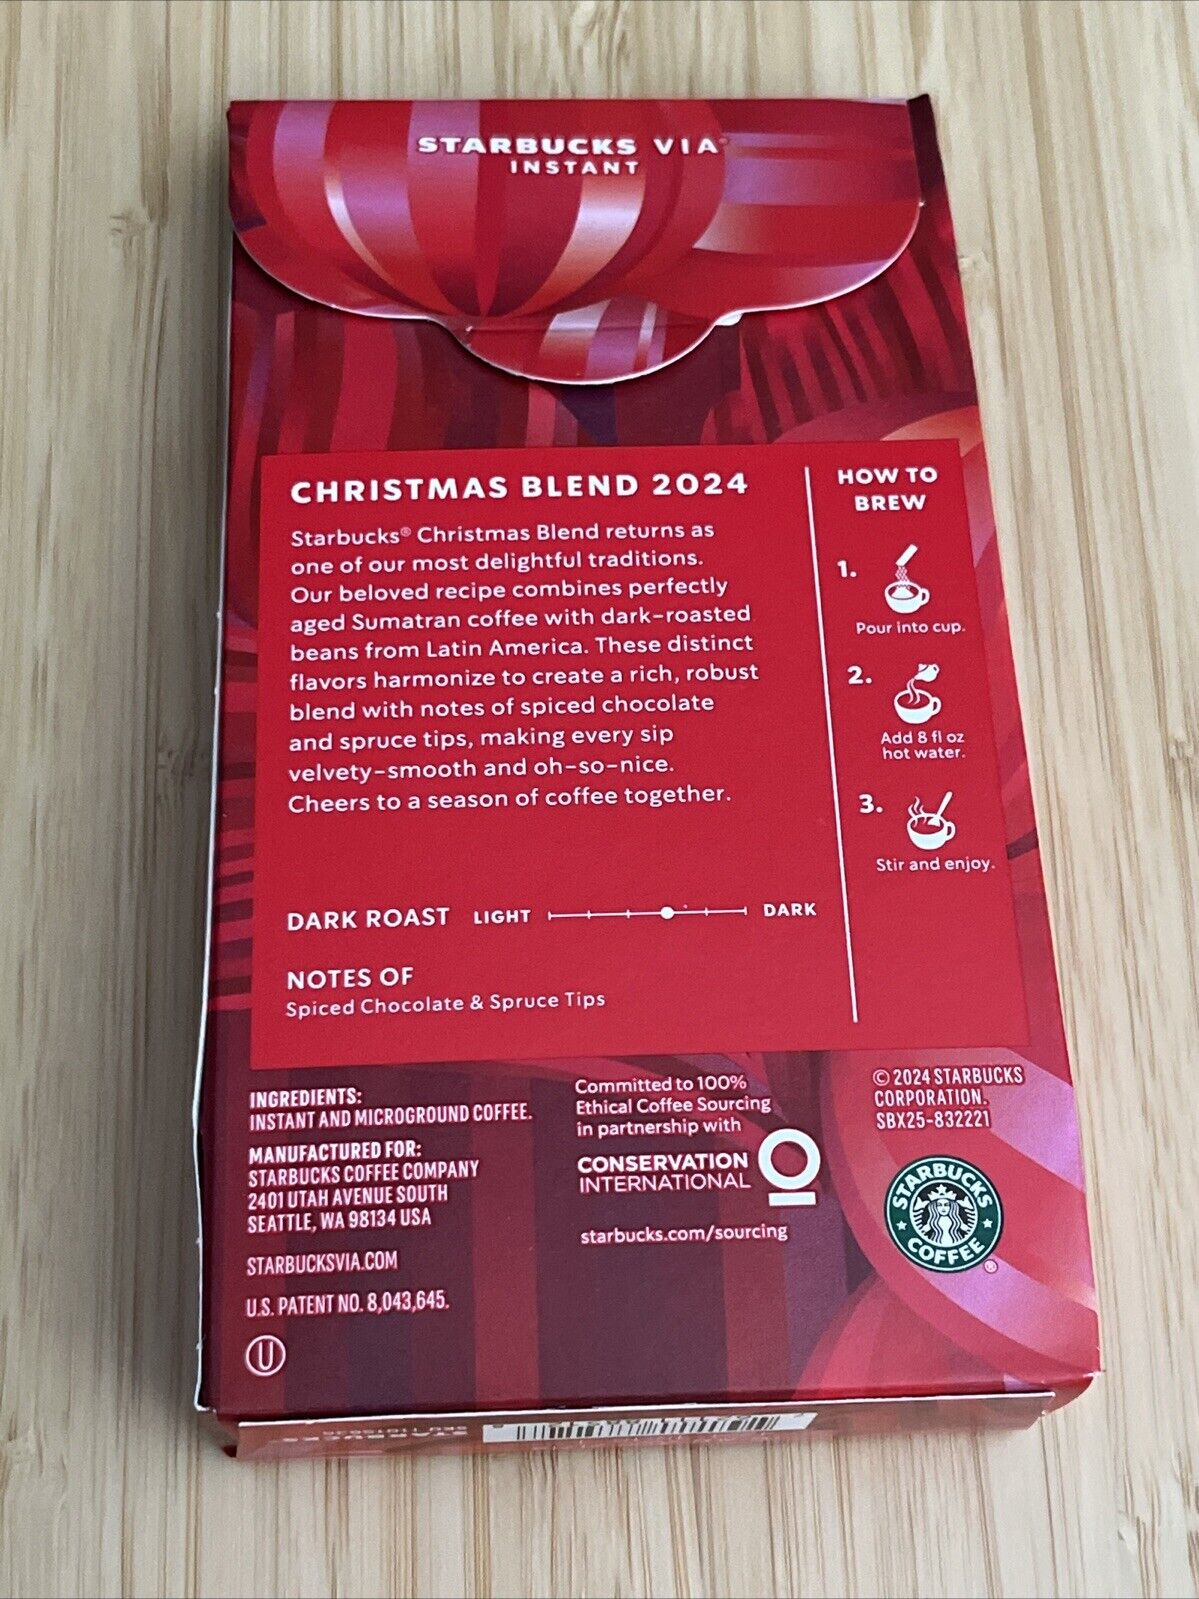 STARBUCKS VIA®
INSTANT
CHRISTMAS BLEND 2024
Starbucks® Christmas Blend returns as
one of our most delightful traditions.
Our beloved recipe combines perfectly
aged Sumatran coffee with dark-roasted
beans from Latin America. These distinct
flavors harmonize to create a rich, robust
blend with notes of spiced chocolate
and spruce tips, making every sip
velvety-smooth and oh-so-nice.
Cheers to a season of coffee together.
DARK ROAST LIGHT DARK
NOTES OF
Spiced Chocolate & Spruce Tips
HOW TO
BREW
1.
Pour into cup.
2.
Add 8 fl oz
hot water.
3.
Stir and enjoy.
INGREDIENTS:
INSTANT AND MICROGROUND COFFEE.
MANUFACTURED FOR:
STARBUCKS COFFEE COMPANY
2401 UTAH AVENUE SOUTH
SEATTLE, WA 98134 USA
STARBUCKSVIA.COM
U.S. PATENT NO. 8,043,645.
U
Committed to 100%
Ethical Coffee Sourcing
in partnership with
CONSERVATION
INTERNATIONAL
starbucks.com/sourcing
© 2024 STARBUCKS
CORPORATION.
SBX25-832221
STARBUCKS
COFFEE
®
STARBUCKS